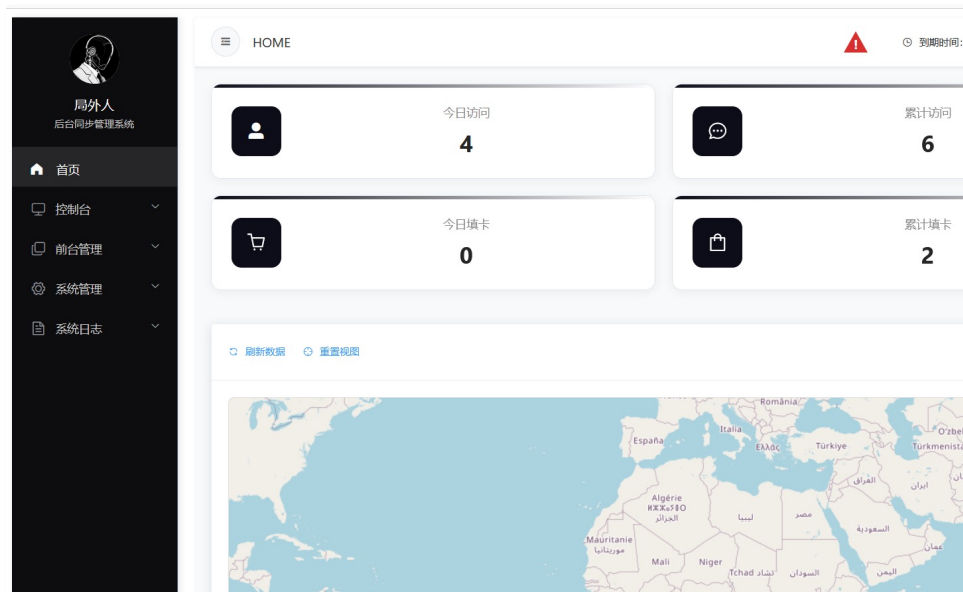 局外人
后台同步管理系统
首页
控制台
前台管理
系统管理
系统日志
HOME
到期时间:
今日访问
4
累计访问
6
今日填卡
0
累计填卡
2
刷新数据
重置视图
România
Italia
España
Ελλάς
Türkiye
O'zbe
Türkmenista
العراق
ایران
Algérie
ⵍⵣⵣⴰⵢⴻⵔ
الجزائر
ليبيا
مصر
السعودية
عمان
Mauritanie
موريتانيا
Mali
Niger
Tchad تشاد
السودان
اليمن